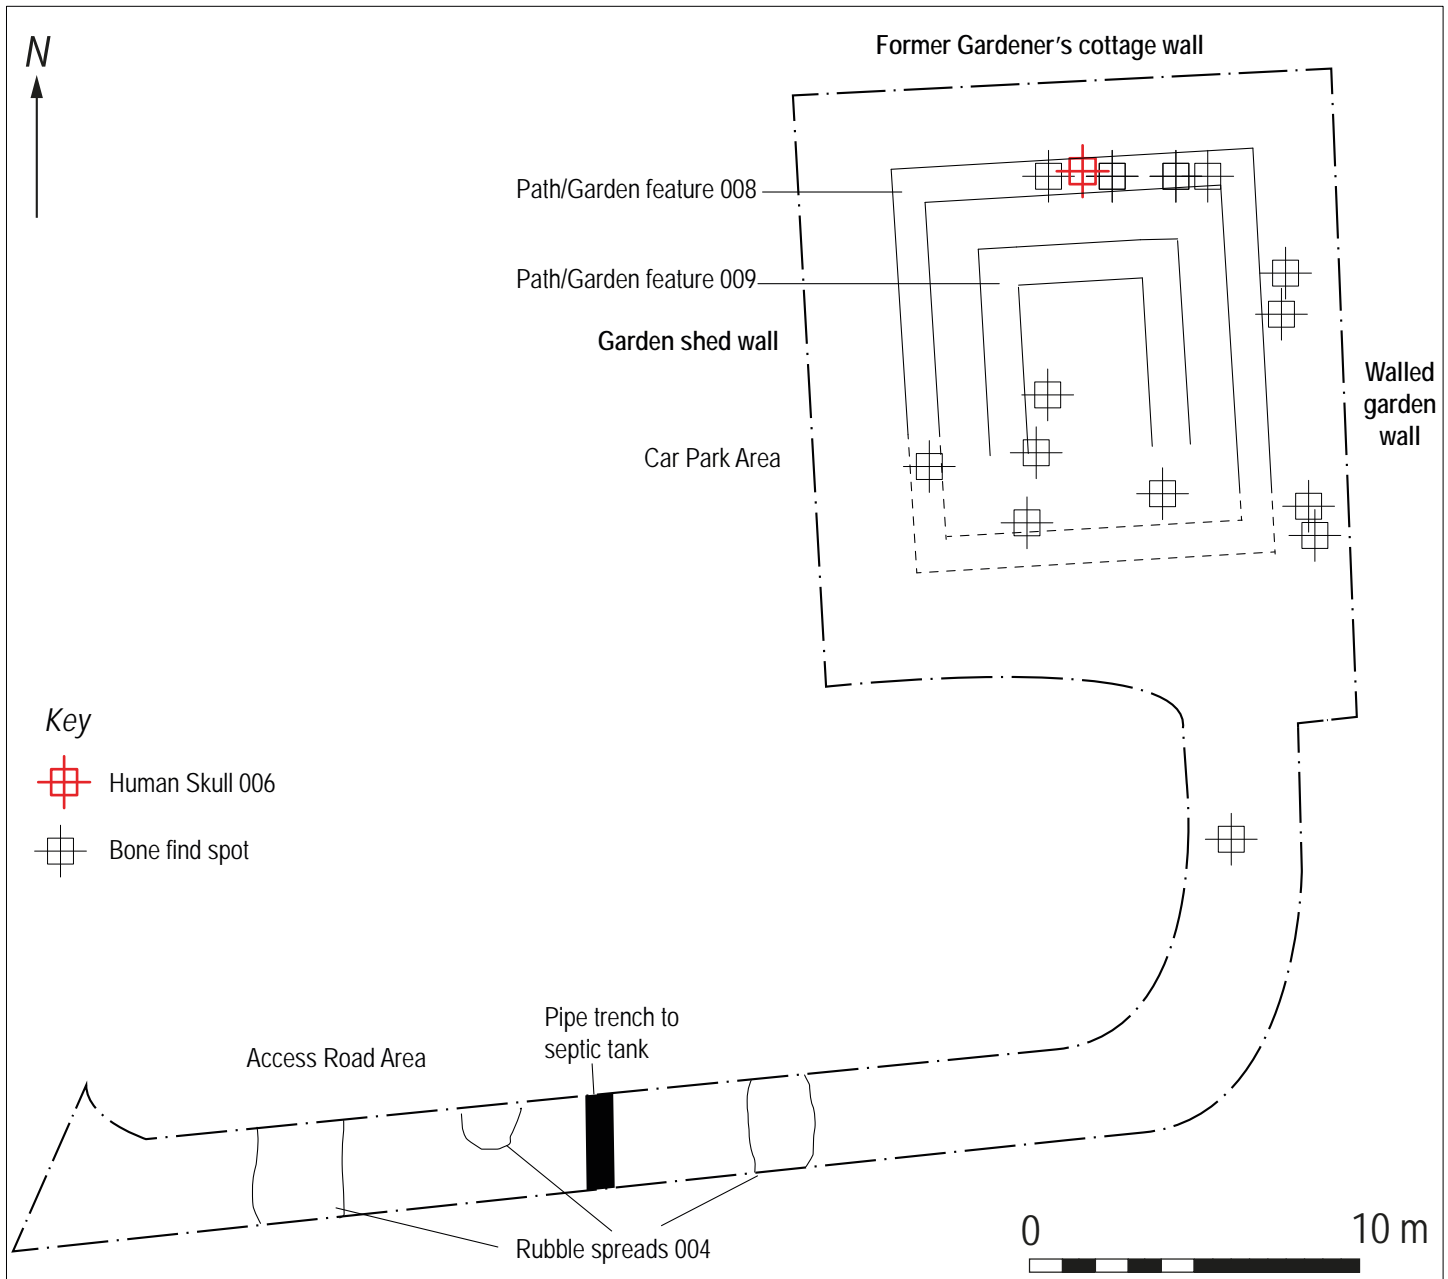 N
Former Gardener's cottage wall
Path/Garden feature 008
Path/Garden feature 009
Garden shed wall
Walled
garden
wall
Car Park Area
Key
Human Skull 006
Bone find spot
Pipe trench to
septic tank
Access Road Area
Rubble spreads 004
0 10 m